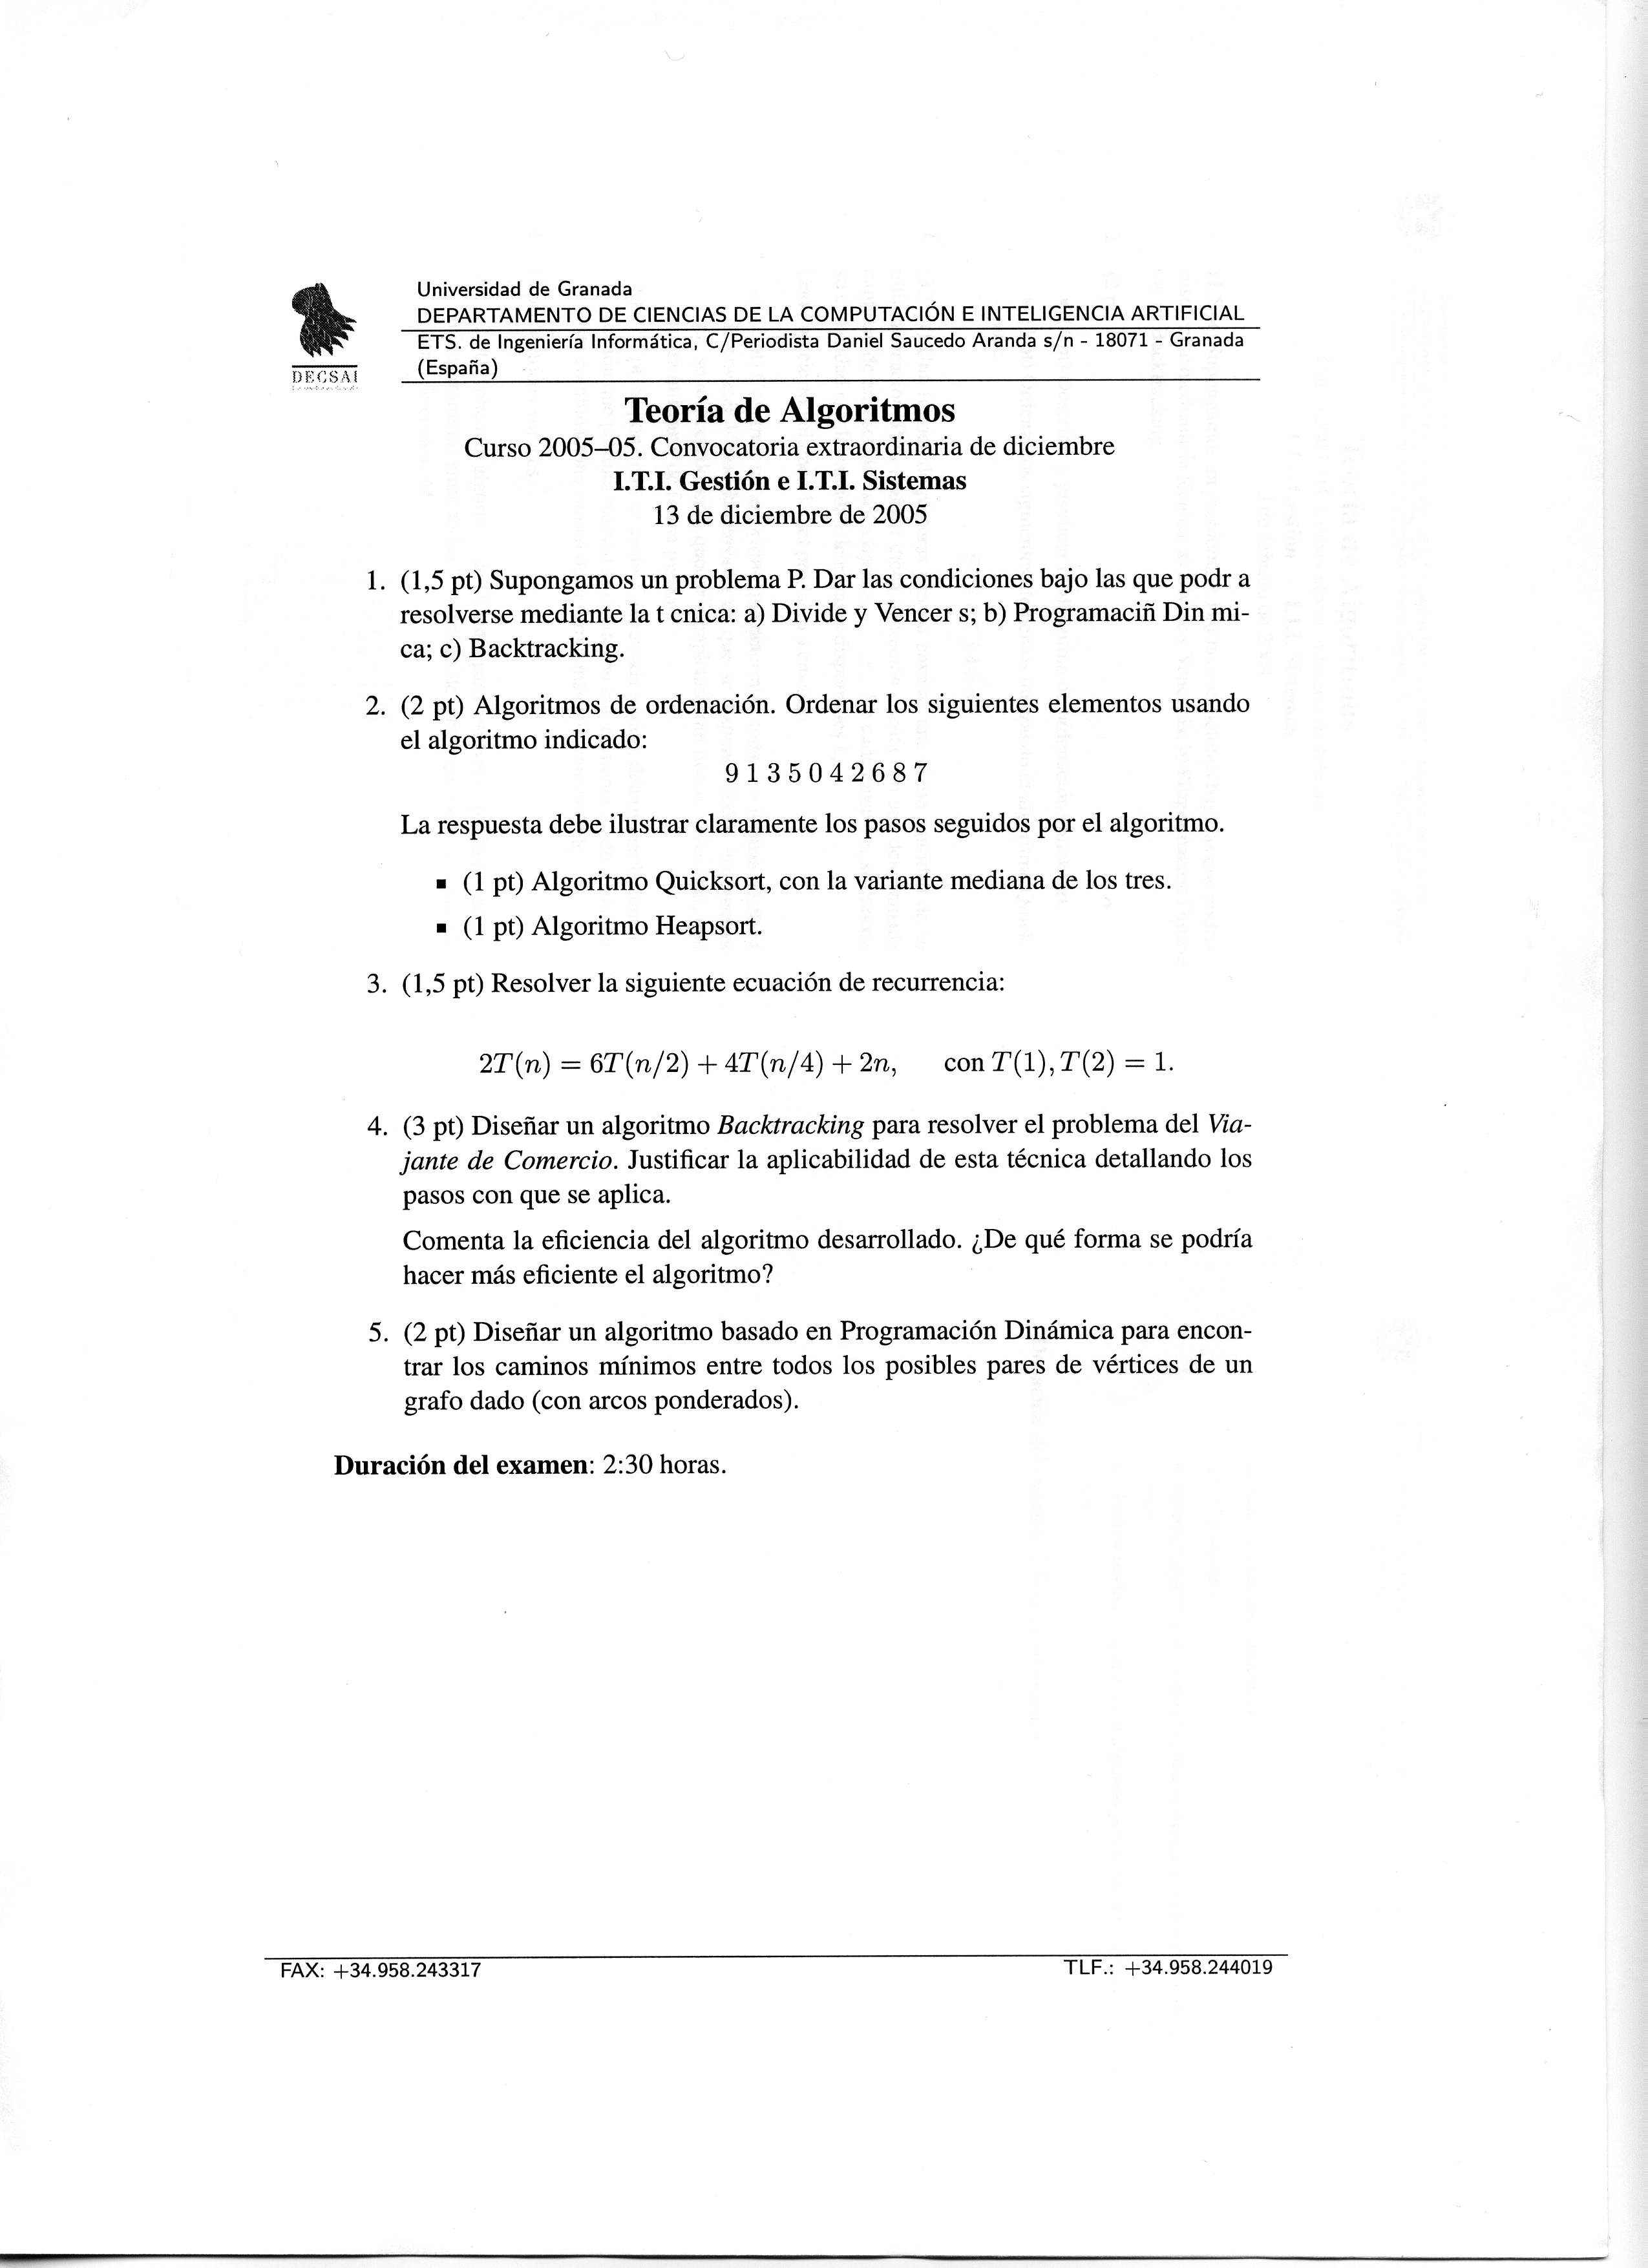 Universidad de Granada
DEPARTAMENTO DE CIENCIAS DE LA COMPUTACIÓN E INTELIGENCIA ARTIFICIAL
ETS. de Ingeniería Informática, C/Periodista Daniel Saucedo Aranda s/n - 18071 - Granada
(España)
DECSAI
Teoría de Algoritmos
Curso 2005–05. Convocatoria extraordinaria de diciembre
I.T.I. Gestión e I.T.I. Sistemas
13 de diciembre de 2005
1. (1,5 pt) Supongamos un problema P. Dar las condiciones bajo las que podr a
resolverse mediante la t cnica: a) Divide y Vencer s; b) Programaciñ Din mi-
ca; c) Backtracking.
2. (2 pt) Algoritmos de ordenación. Ordenar los siguientes elementos usando
el algoritmo indicado:
9 1 3 5 0 4 2 6 8 7
La respuesta debe ilustrar claramente los pasos seguidos por el algoritmo.
▪ (1 pt) Algoritmo Quicksort, con la variante mediana de los tres.
▪ (1 pt) Algoritmo Heapsort.
3. (1,5 pt) Resolver la siguiente ecuación de recurrencia:
2T(n) = 6T(n/2) + 4T(n/4) + 2n, con T(1), T(2) = 1.
4. (3 pt) Diseñar un algoritmo Backtracking para resolver el problema del Via-
jante de Comercio. Justificar la aplicabilidad de esta técnica detallando los
pasos con que se aplica.
Comenta la eficiencia del algoritmo desarrollado. ¿De qué forma se podría
hacer más eficiente el algoritmo?
5. (2 pt) Diseñar un algoritmo basado en Programación Dinámica para encon-
trar los caminos mínimos entre todos los posibles pares de vértices de un
grafo dado (con arcos ponderados).
Duración del examen: 2:30 horas.
FAX: +34.958.243317 TLF.: +34.958.244019